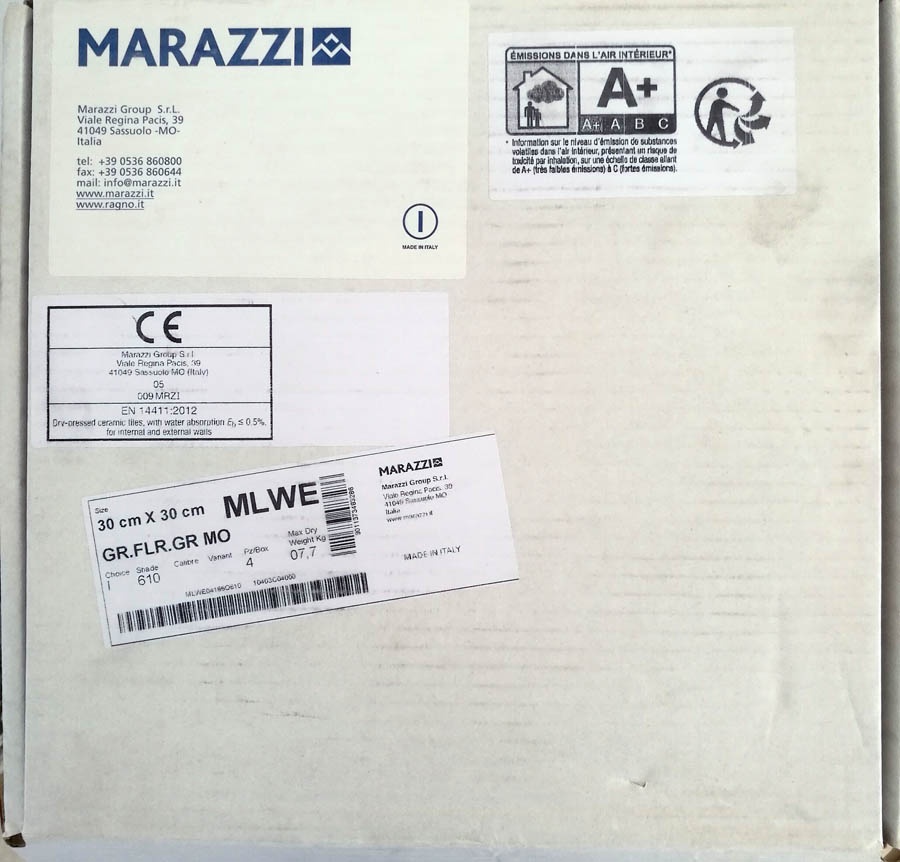 MARAZZI
Marazzi Group S.r.L.
Viale Regina Pacis, 39
41049 Sassuolo -MO-
Italia
tel: +39 0536 860800
fax: +39 0536 860644
mail: info@marazzi.it
www.marazzi.it
www.ragno.it
I
MADE IN ITALY
ÉMISSIONS DANS L'AIR INTÉRIEUR*
A+
A+ A B C
* Information sur le niveau d'émission de substances
volatiles dans l'air intérieur, présentant un risque de
toxicité par inhalation, sur une échelle de classe allant
de A+ (très faibles émissions) à C (fortes émissions).
CE
Marazzi Group S.r.l.
Viale Regina Pacis, 39
41049 Sassuolo MO (Italy)
05
009 MRZI
EN 14411:2012
Dry-pressed ceramic tiles, with water absorption Eb ≤ 0.5%.
for internal and external walls
Size
30 cm X 30 cm MLWE
GR.FLR.GR MO
Choice Shade Calibre Variant Pz/Box Max Dry Weight Kg
I 610 4 07,7
10403C04000
MARAZZI
Marazzi Group S.r.l.
Viale Regina Pacis, 39
41049 Sassuolo MO
Italia
www.marazzi.it
MADE IN ITALY